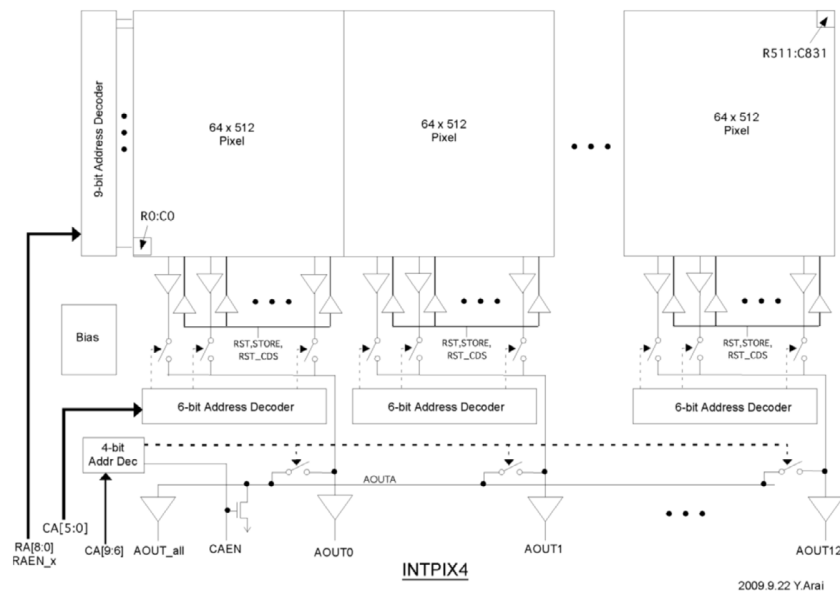 R511:C831
9-bit Address Decoder
64 x 512
Pixel
64 x 512
Pixel
64 x 512
Pixel
R0:C0
Bias
RST,STORE,
RST_CDS
RST,STORE,
RST_CDS
RST,STORE,
RST_CDS
6-bit Address Decoder
6-bit Address Decoder
6-bit Address Decoder
4-bit
Addr Dec
AOUTA
CA[5:0]
RA[8:0]
RAEN_x
CA[9:6]
AOUT_all
CAEN
AOUT0
AOUT1
AOUT12
INTPIX4
2009.9.22 Y.Arai